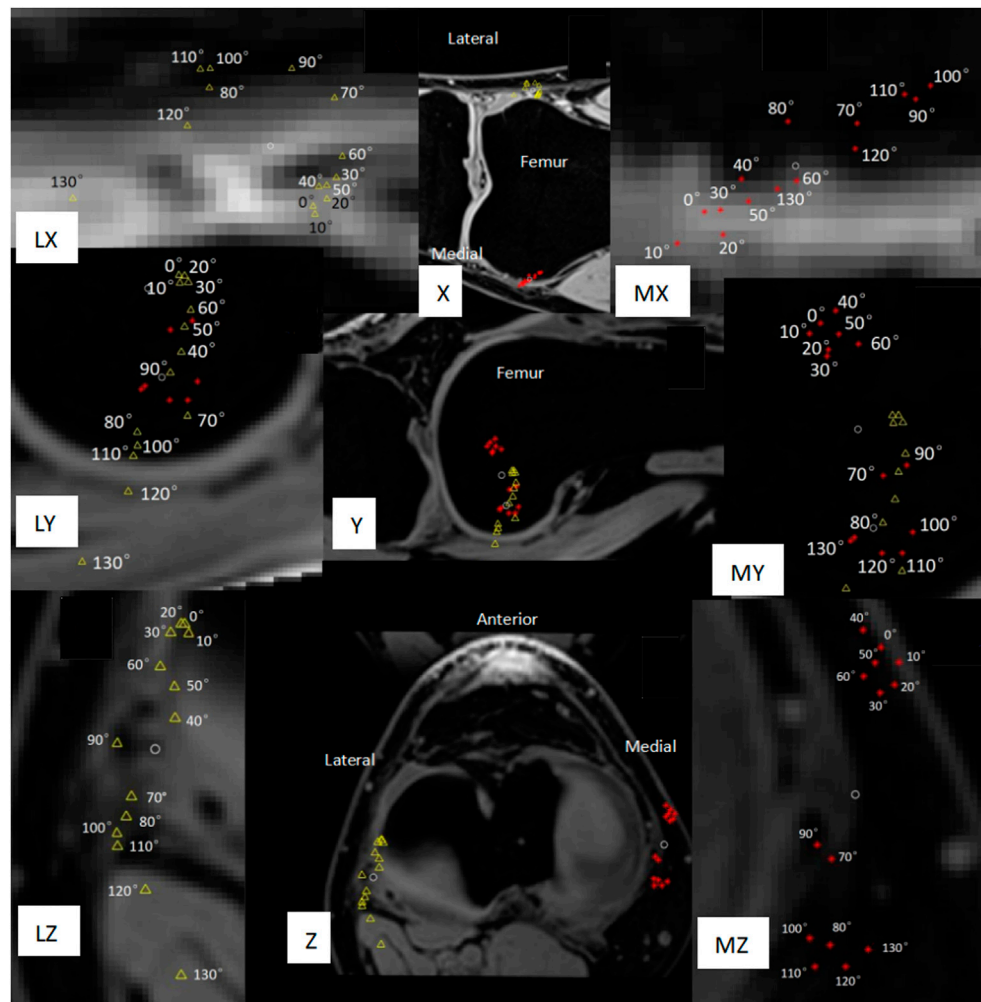 110° 100° 90°
80° 70°
120°
60°
130° 40° 30°
50°
0° 20°
10°
LX
Lateral
Femur
Medial
X
100°
110°
80° 70° 90°
120°
40° 60°
0° 30° 130°
50°
10° 20°
MX
0° 20°
10° 30°
60°
50°
40°
90°
70°
80°
100°
110°
120°
LY
130°
Femur
Y
40°
0°
10° 50°
20° 60°
30°
90°
70°
80° 100°
130°
120° 110°
MY
20° 0°
30° 10°
60°
50°
40°
90°
70°
80°
100°
110°
120°
LZ
130°
Anterior
Lateral
Medial
Z
40°
0°
50° 10°
60° 20°
30°
90°
70°
100° 80°
130°
110° 120°
MZ